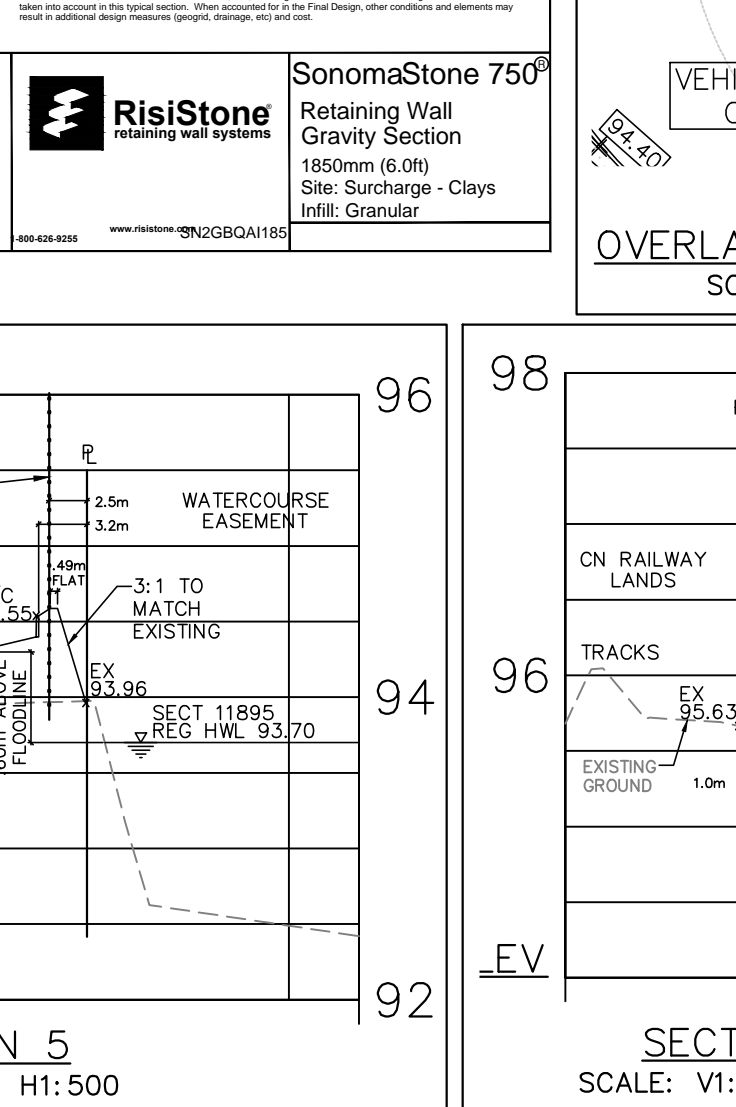 taken into account in this typical section. When accounted for in the Final Design, other conditions and elements may
result in additional design measures (geogrid, drainage, etc) and cost.
RisiStone®
retaining wall systems
www.risistone.com
1-800-626-9255
SN2GBQAI185
SonomaStone 750®
Retaining Wall
Gravity Section
1850mm (6.0ft)
Site: Surcharge - Clays
Infill: Granular
VEHI
C
94.40
OVERLA
SC
96
PL
2.5m
3.2m
WATERCOURSE
EASEMENT
.49m
FLAT
C
.55
3:1 TO
MATCH
EXISTING
EX
93.96
94
SECT 11895
REG HWL 93.70
ABOVE
FLOODLINE
92
N 5
H1:500
98
CN RAILWAY
LANDS
TRACKS
96
EX
95.63
EXISTING
GROUND
1.0m
EV
SECT
SCALE: V1: